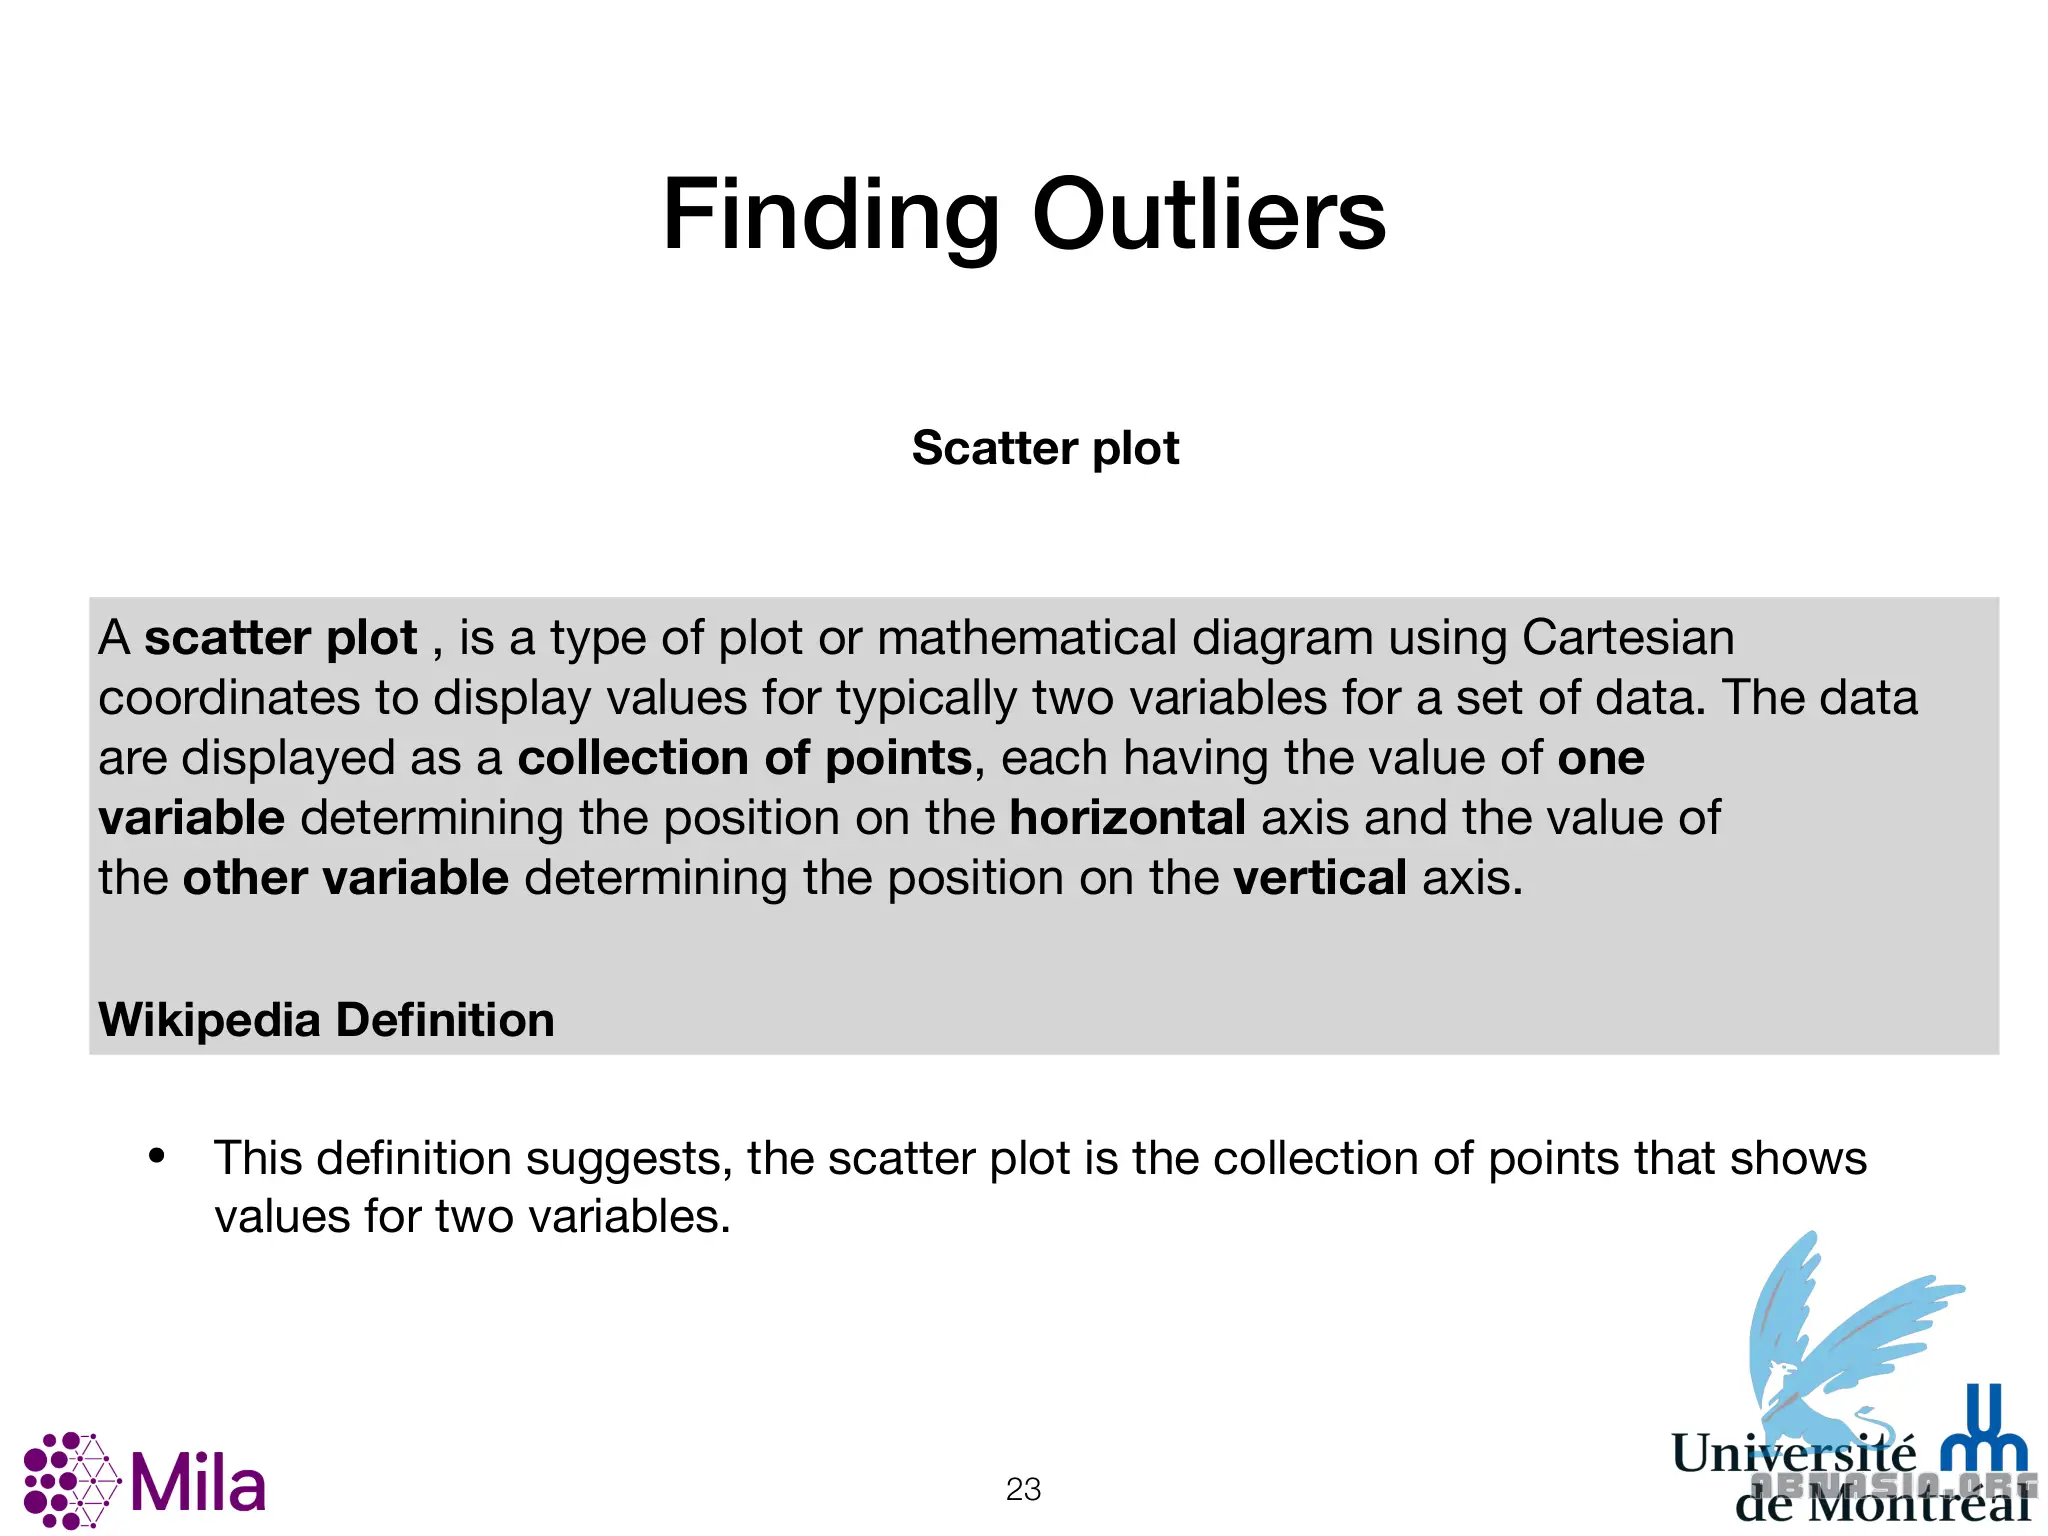 Finding Outliers
Scatter plot
A scatter plot , is a type of plot or mathematical diagram using Cartesian
coordinates to display values for typically two variables for a set of data. The data
are displayed as a collection of points, each having the value of one
variable determining the position on the horizontal axis and the value of
the other variable determining the position on the vertical axis.
Wikipedia Definition
• This definition suggests, the scatter plot is the collection of points that shows
values for two variables.
Mila
23
Université
de Montréal
ABNASIA.ORG